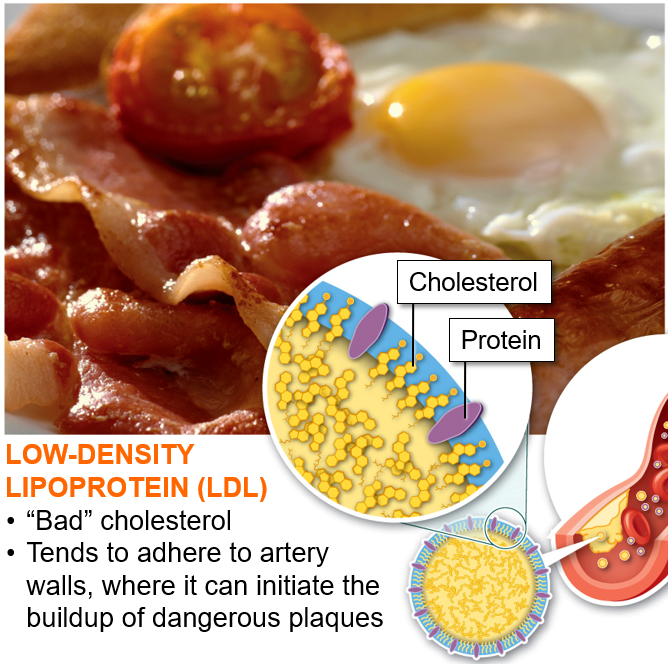 Cholesterol
Protein
LOW-DENSITY
LIPOPROTEIN (LDL)
• “Bad” cholesterol
• Tends to adhere to artery
walls, where it can initiate the
buildup of dangerous plaques